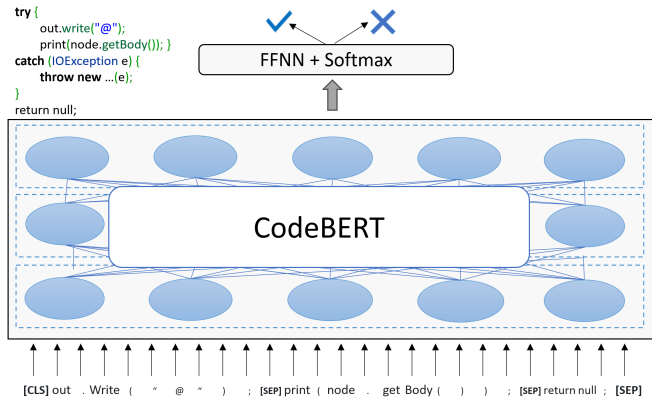 try {
out.write("@");
print(node.getBody()); }
catch (IOException e) {
throw new ...(e);
}
return null;
FFNN + Softmax
CodeBERT
[CLS] out . Write ( " @ " ) ; [SEP] print ( node . get Body ( ) ) ; [SEP] return null ; [SEP]